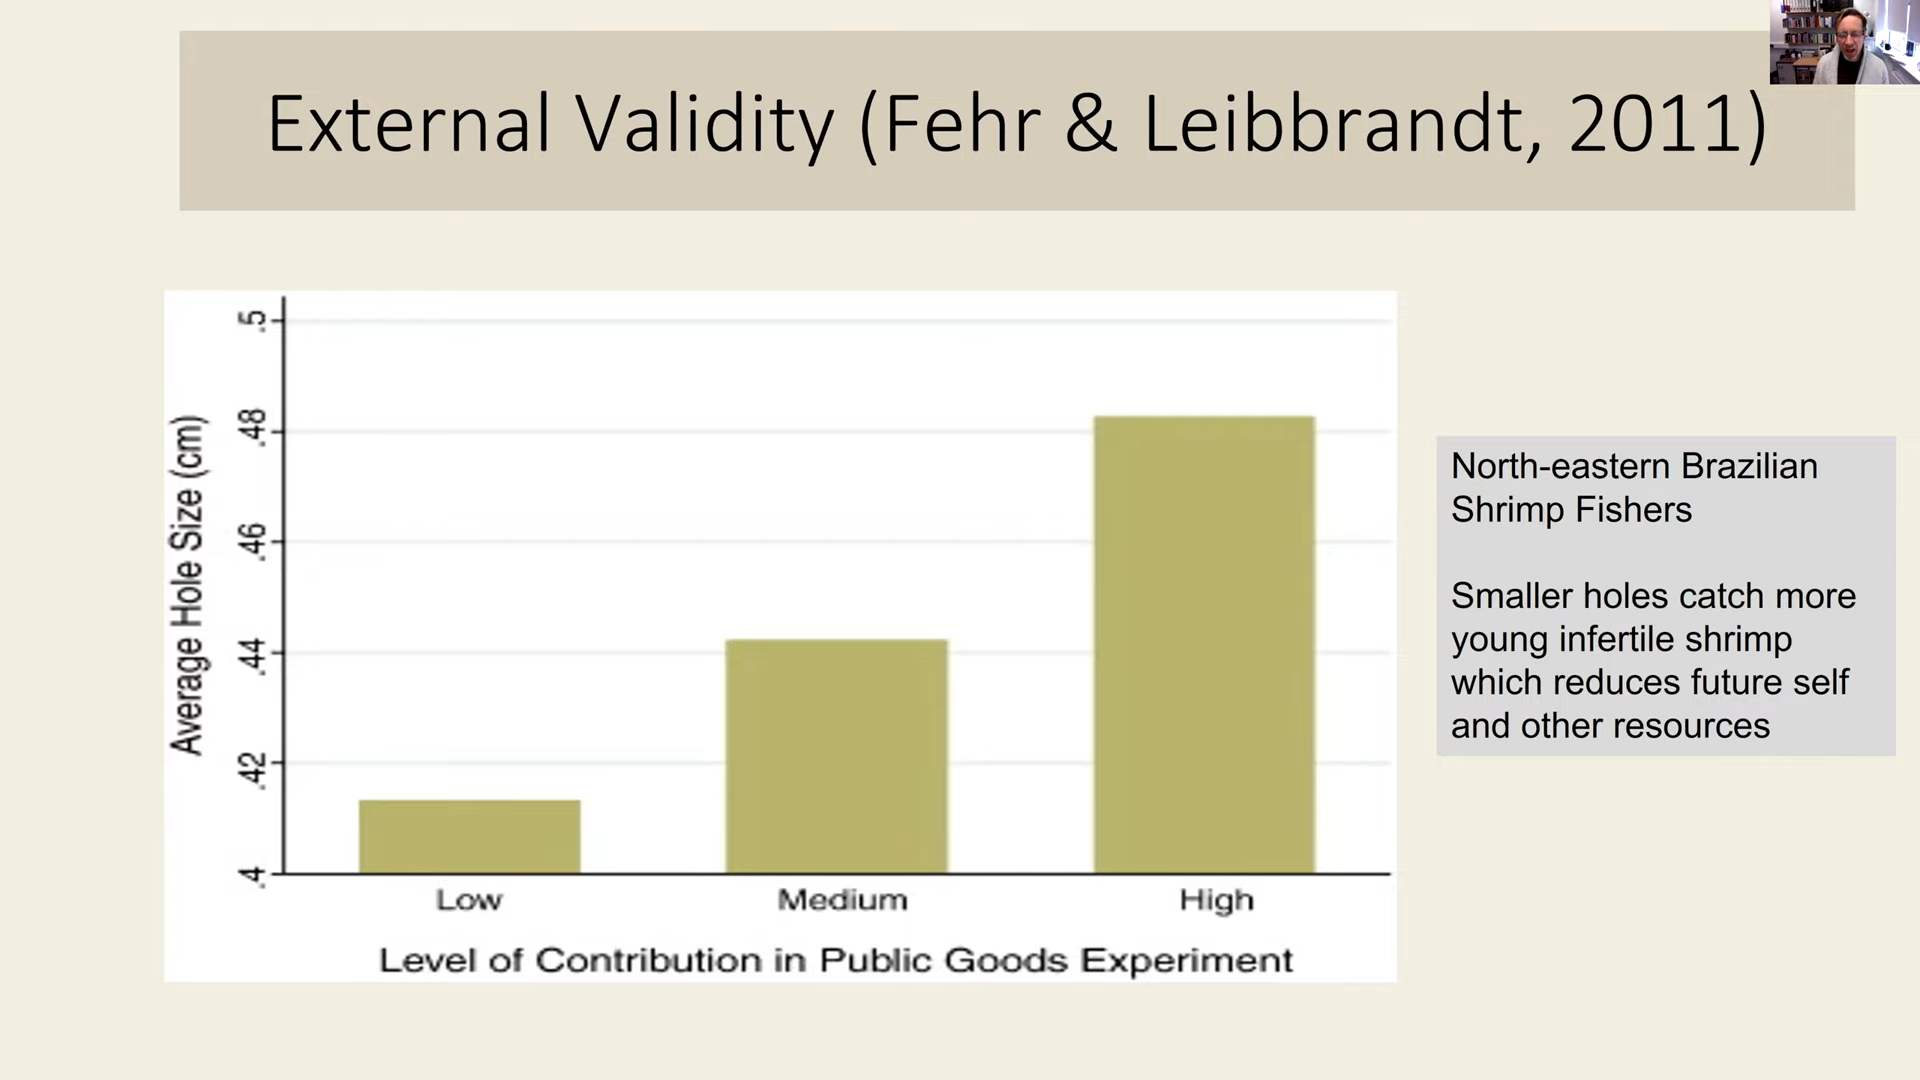 External Validity (Fehr & Leibbrandt, 2011)
.5
.48
.46
.44
.42
.4
Average Hole Size (cm)
Low
Medium
High
Level of Contribution in Public Goods Experiment
North-eastern Brazilian
Shrimp Fishers
Smaller holes catch more
young infertile shrimp
which reduces future self
and other resources